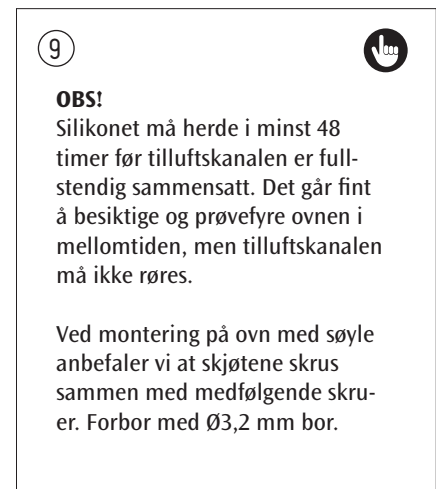 9
OBS!
Silikonet må herde i minst 48
timer før tilluftskanalen er full-
stendig sammensatt. Det går fint
å besiktige og prøvefyre ovnen i
mellomtiden, men tilluftskanalen
må ikke røres.
Ved montering på ovn med søyle
anbefaler vi at skjøtene skrus
sammen med medfølgende skru-
er. Forbor med Ø3,2 mm bor.